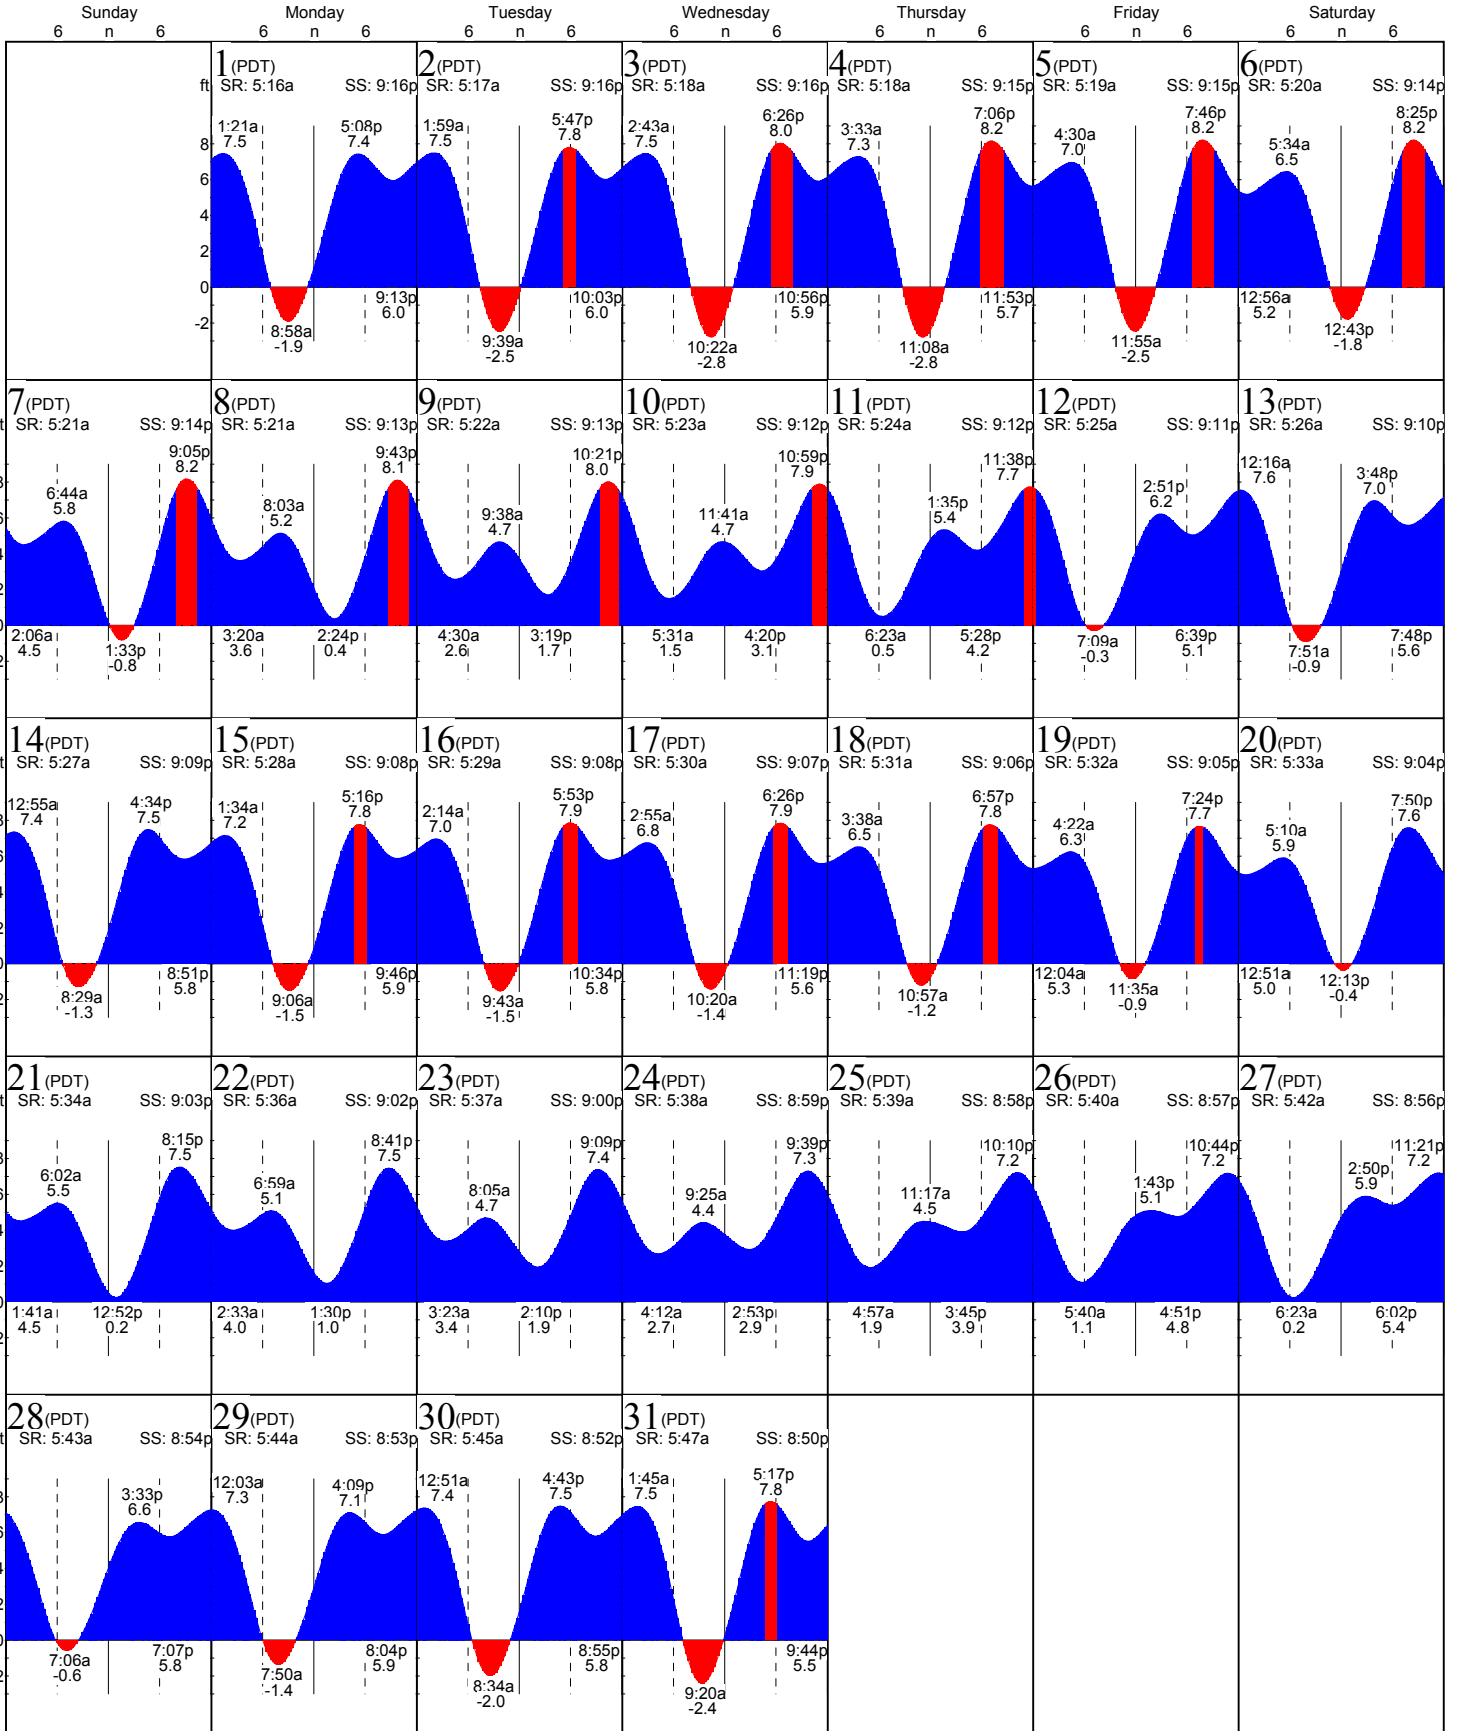 Sunday Monday Tuesday Wednesday Thursday Friday Saturday
6 n 6 6 n 6 6 n 6 6 n 6 6 n 6 6 n 6 6 n 6
1(PDT) 2(PDT) 3(PDT) 4(PDT) 5(PDT) 6(PDT)
ft SR: 5:16a SS: 9:16p SR: 5:17a SS: 9:16p SR: 5:18a SS: 9:16p SR: 5:18a SS: 9:15p SR: 5:19a SS: 9:15p SR: 5:20a SS: 9:14p
1:21a 5:08p 1:59a 5:47p 2:43a 6:26p 3:33a 7:06p 4:30a 7:46p 5:34a 8:25p
7.5 7.4 7.5 7.8 7.5 8.0 7.3 8.2 7.0 8.2 6.5 8.2
8
6
4
2
0
-2
8:58a 9:13p 9:39a 10:03p 10:22a 10:56p 11:08a 11:53p 11:55a 12:56a 12:43p
-1.9 6.0 -2.5 6.0 -2.8 5.9 -2.8 5.7 -2.5 5.2 -1.8
7(PDT) 8(PDT) 9(PDT) 10(PDT) 11(PDT) 12(PDT) 13(PDT)
SR: 5:21a SS: 9:14p SR: 5:21a SS: 9:13p SR: 5:22a SS: 9:13p SR: 5:23a SS: 9:12p SR: 5:24a SS: 9:12p SR: 5:25a SS: 9:11p SR: 5:26a SS: 9:10p
6:44a 9:05p 8:03a 9:43p 9:38a 10:21p 11:41a 10:59p 1:35p 11:38p 2:51p 12:16a 3:48p
5.8 8.2 5.2 8.1 4.7 8.0 4.7 7.9 5.4 7.7 6.2 7.6 7.0
2:06a 1:33p 3:20a 2:24p 4:30a 3:19p 5:31a 4:20p 6:23a 5:28p 7:09a 6:39p 7:51a 7:48p
4.5 -0.8 3.6 0.4 2.6 1.7 1.5 3.1 0.5 4.2 -0.3 5.1 -0.9 5.6
14(PDT) 15(PDT) 16(PDT) 17(PDT) 18(PDT) 19(PDT) 20(PDT)
SR: 5:27a SS: 9:09p SR: 5:28a SS: 9:08p SR: 5:29a SS: 9:08p SR: 5:30a SS: 9:07p SR: 5:31a SS: 9:06p SR: 5:32a SS: 9:05p SR: 5:33a SS: 9:04p
12:55a 4:34p 1:34a 5:16p 2:14a 5:53p 2:55a 6:26p 3:38a 6:57p 4:22a 7:24p 5:10a 7:50p
7.4 7.5 7.2 7.8 7.0 7.9 6.8 7.9 6.5 7.8 6.3 7.7 5.9 7.6
8:29a 8:51p 9:06a 9:46p 9:43a 10:34p 10:20a 11:19p 10:57a 12:04a 11:35a 12:51a 12:13p
-1.3 5.8 -1.5 5.9 -1.5 5.8 -1.4 5.6 -1.2 5.3 -0.9 5.0 -0.4
21(PDT) 22(PDT) 23(PDT) 24(PDT) 25(PDT) 26(PDT) 27(PDT)
SR: 5:34a SS: 9:03p SR: 5:36a SS: 9:02p SR: 5:37a SS: 9:00p SR: 5:38a SS: 8:59p SR: 5:39a SS: 8:58p SR: 5:40a SS: 8:57p SR: 5:42a SS: 8:56p
6:02a 8:15p 6:59a 8:41p 8:05a 9:09p 9:25a 9:39p 11:17a 10:10p 1:43p 10:44p 2:50p 11:21p
5.5 7.5 5.1 7.5 4.7 7.4 4.4 7.3 4.5 7.2 5.1 7.2 5.9 7.2
1:41a 12:52p 2:33a 1:30p 3:23a 2:10p 4:12a 2:53p 4:57a 3:45p 5:40a 4:51p 6:23a 6:02p
4.5 0.2 4.0 1.0 3.4 1.9 2.7 2.9 1.9 3.9 1.1 4.8 0.2 5.4
28(PDT) 29(PDT) 30(PDT) 31(PDT)
SR: 5:43a SS: 8:54p SR: 5:44a SS: 8:53p SR: 5:45a SS: 8:52p SR: 5:47a SS: 8:50p
3:33p 12:03a 4:09p 12:51a 4:43p 1:45a 5:17p
6.6 7.3 7.1 7.4 7.5 7.5 7.8
7:06a 7:07p 7:50a 8:04p 8:34a 8:55p 9:20a 9:44p
-0.6 5.8 -1.4 5.9 -2.0 5.8 -2.4 5.5